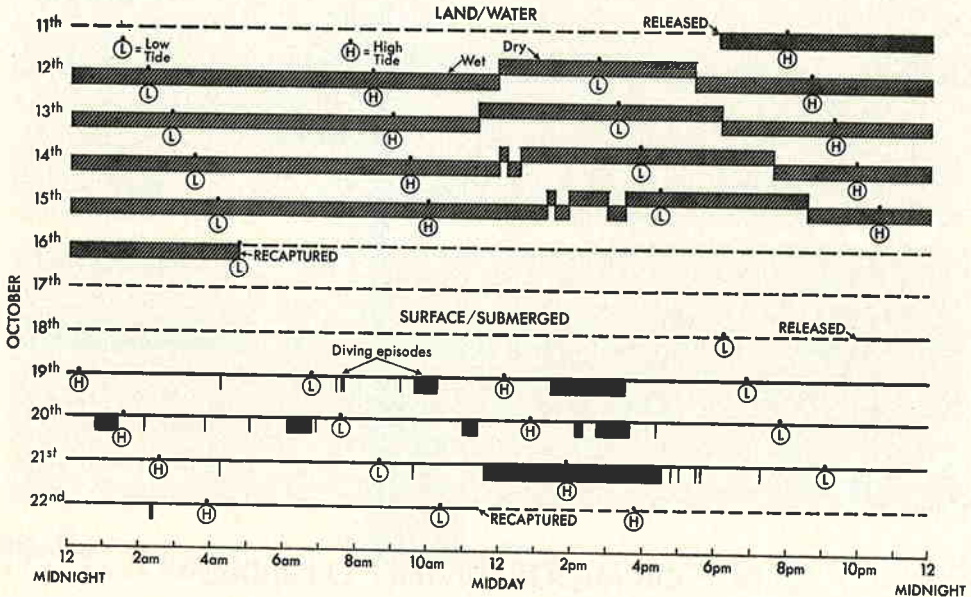 LAND/WATER
11th
RELEASED
H
L = Low Tide
H = High Tide
Dry
Wet
12th
L
H
L
H
13th
L
H
L
H
14th
L
H
L
H
15th
L
H
L
H
16th
L
RECAPTURED
17th
OCTOBER
SURFACE/SUBMERGED
18th
L
RELEASED
Diving episodes
19th
H
L
H
L
20th
H
L
H
L
21st
H
L
H
L
22nd
H
L
RECAPTURED
H
12 2am 4am 6am 8am 10am 12 2pm 4pm 6pm 8pm 10pm 12
MIDNIGHT MIDDAY MIDNIGHT